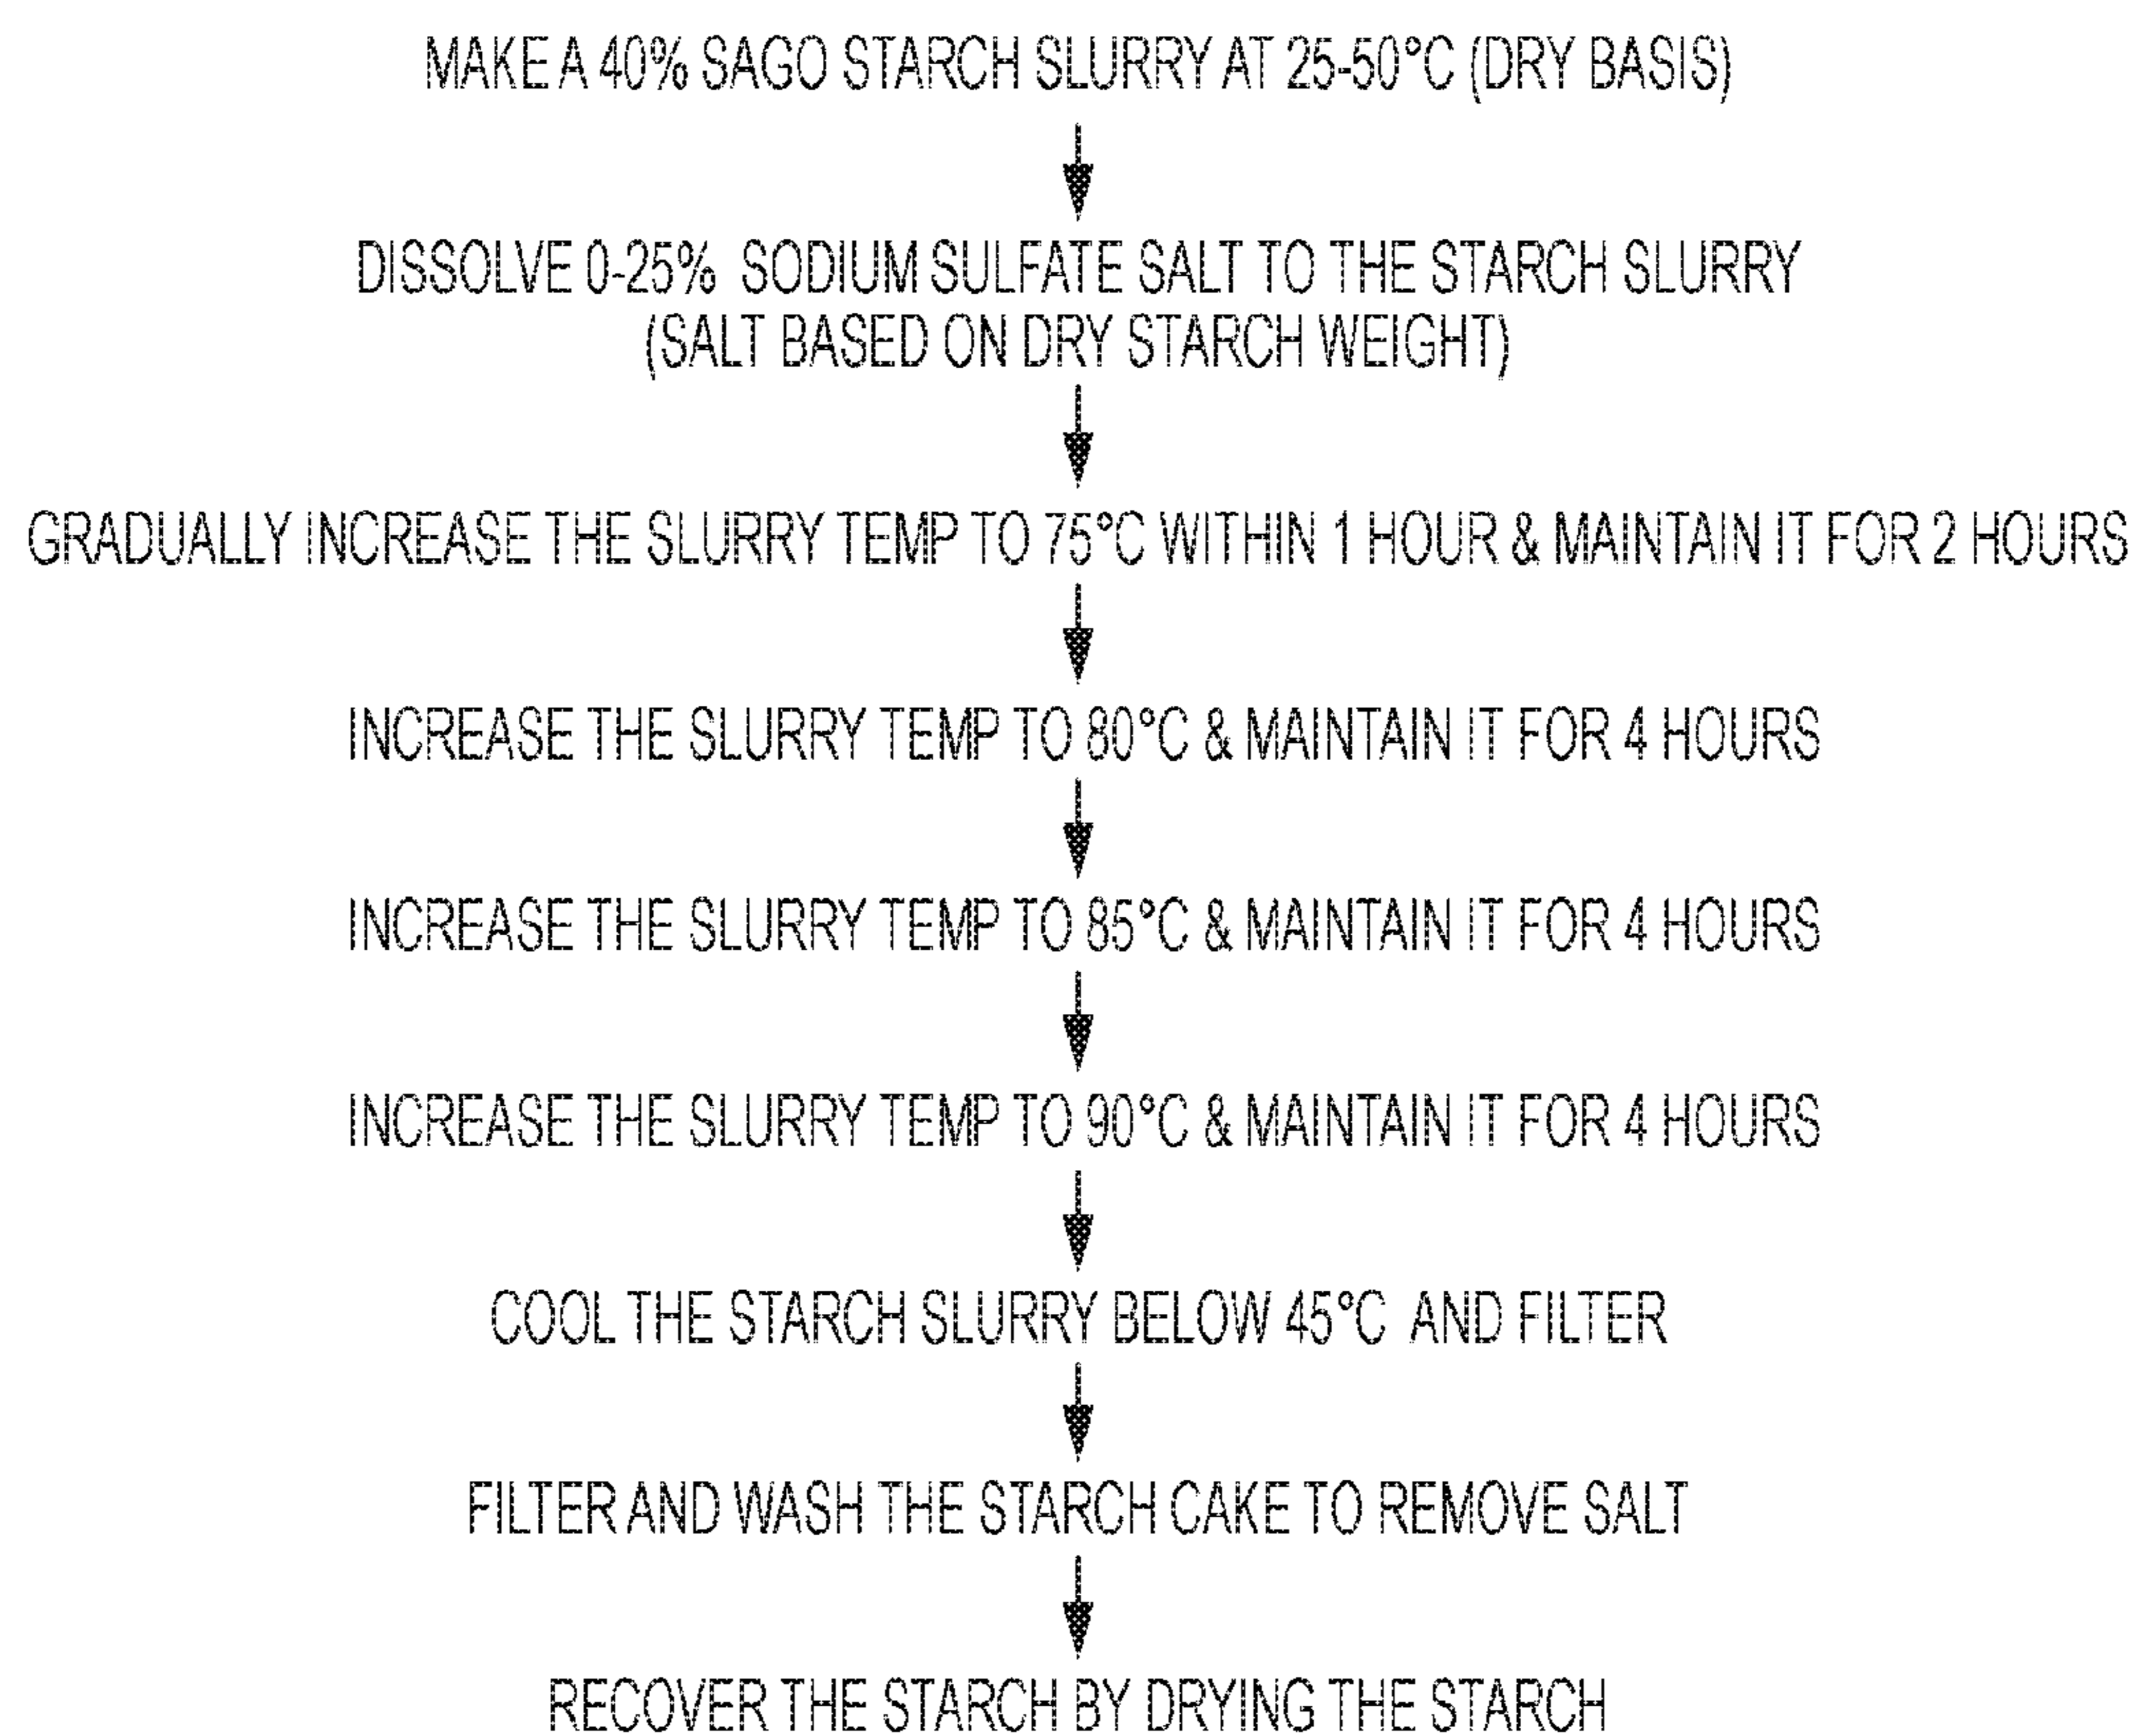 MAKE A 40% SAGO STARCH SLURRY AT 25-50°C (DRY BASIS)
DISSOLVE 0-25% SODIUM SULFATE SALT TO THE STARCH SLURRY
(SALT BASED ON DRY STARCH WEIGHT)
GRADUALLY INCREASE THE SLURRY TEMP TO 75°C WITHIN 1 HOUR & MAINTAIN IT FOR 2 HOURS
INCREASE THE SLURRY TEMP TO 80°C & MAINTAIN IT FOR 4 HOURS
INCREASE THE SLURRY TEMP TO 85°C & MAINTAIN IT FOR 4 HOURS
INCREASE THE SLURRY TEMP TO 90°C & MAINTAIN IT FOR 4 HOURS
COOL THE STARCH SLURRY BELOW 45°C AND FILTER
FILTER AND WASH THE STARCH CAKE TO REMOVE SALT
RECOVER THE STARCH BY DRYING THE STARCH